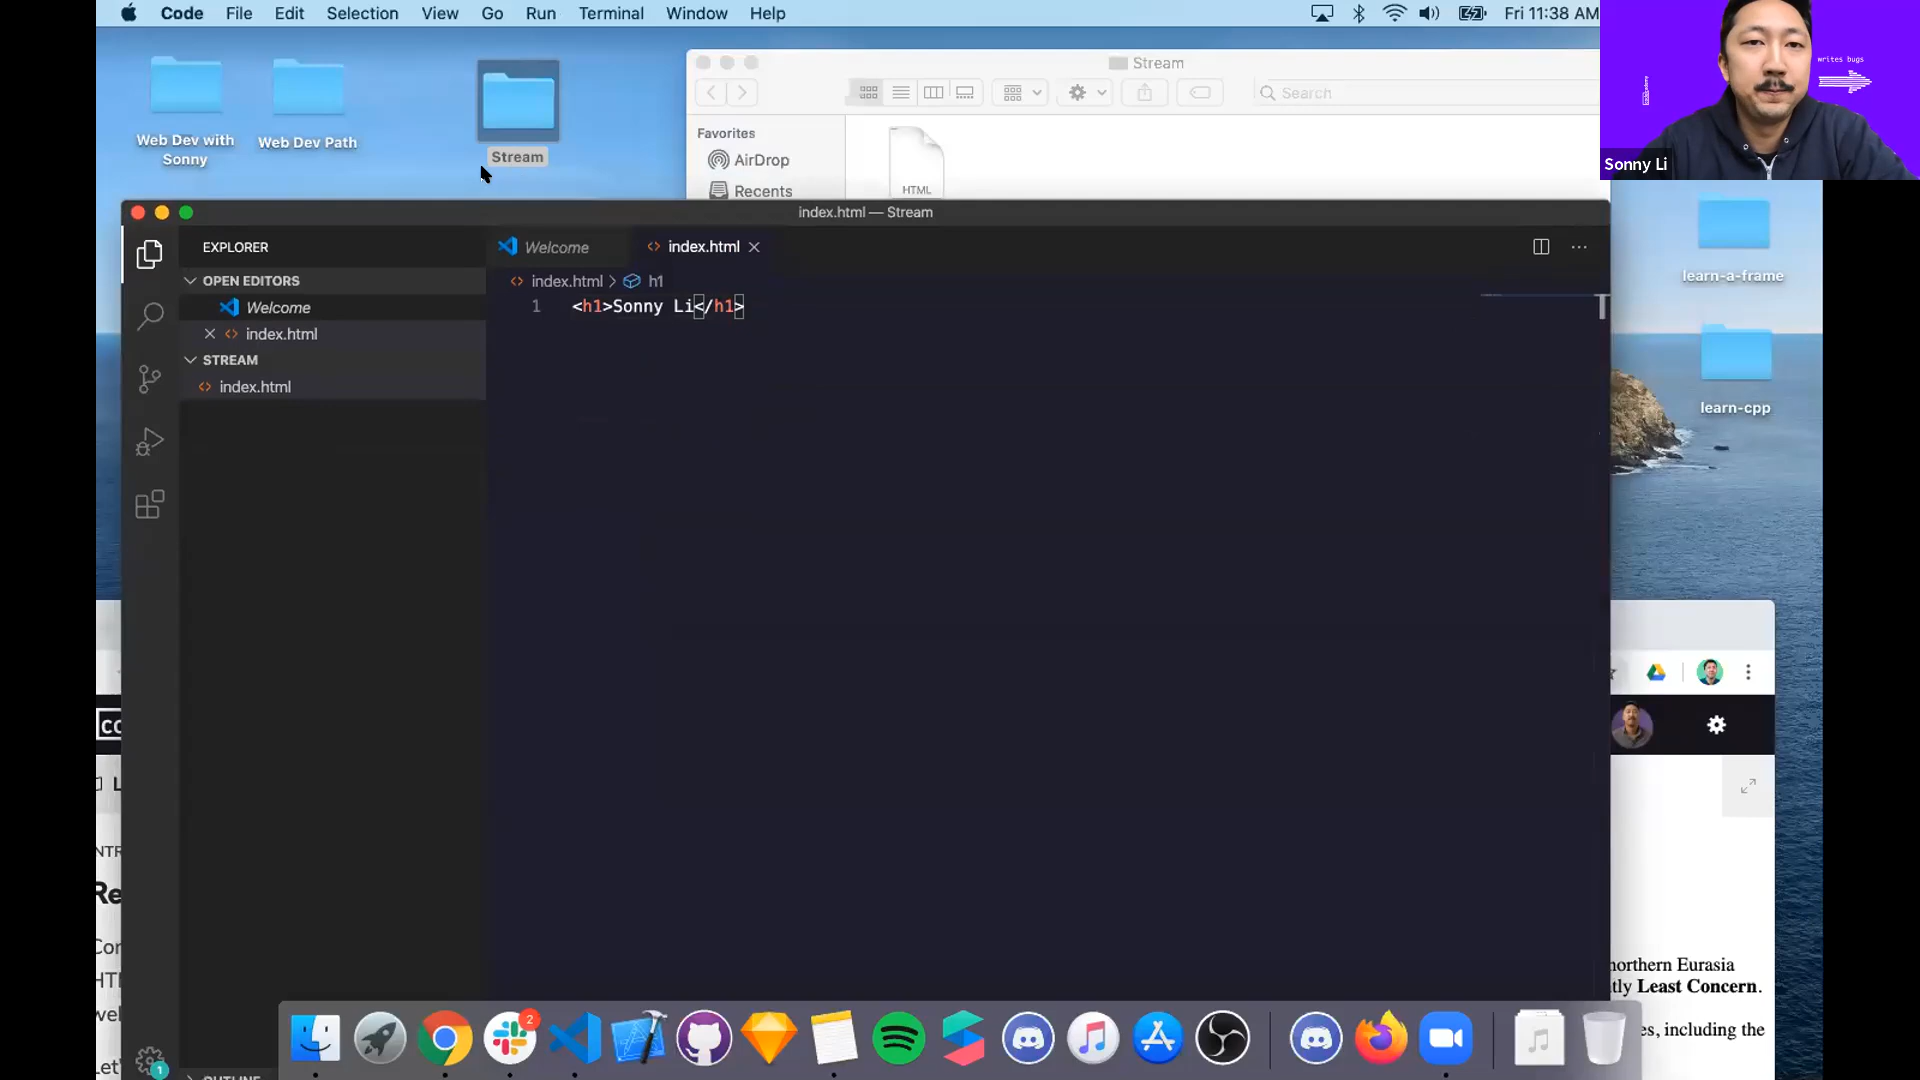 Code File Edit Selection View Go Run Terminal Window Help
Fri 11:38 AM
writes bugs
Sonny Li
Web Dev with
Sonny
Web Dev Path
Stream
Stream
Search
Favorites
AirDrop
Recents
HTML
index.html — Stream
EXPLORER
OPEN EDITORS
Welcome
index.html
STREAM
index.html
OUTLINE
1
Welcome
index.html
index.html > h1
1 <h1>Sonny Li</h1>
learn-a-frame
learn-cpp
northern Eurasia
Least Concern.
including the
2